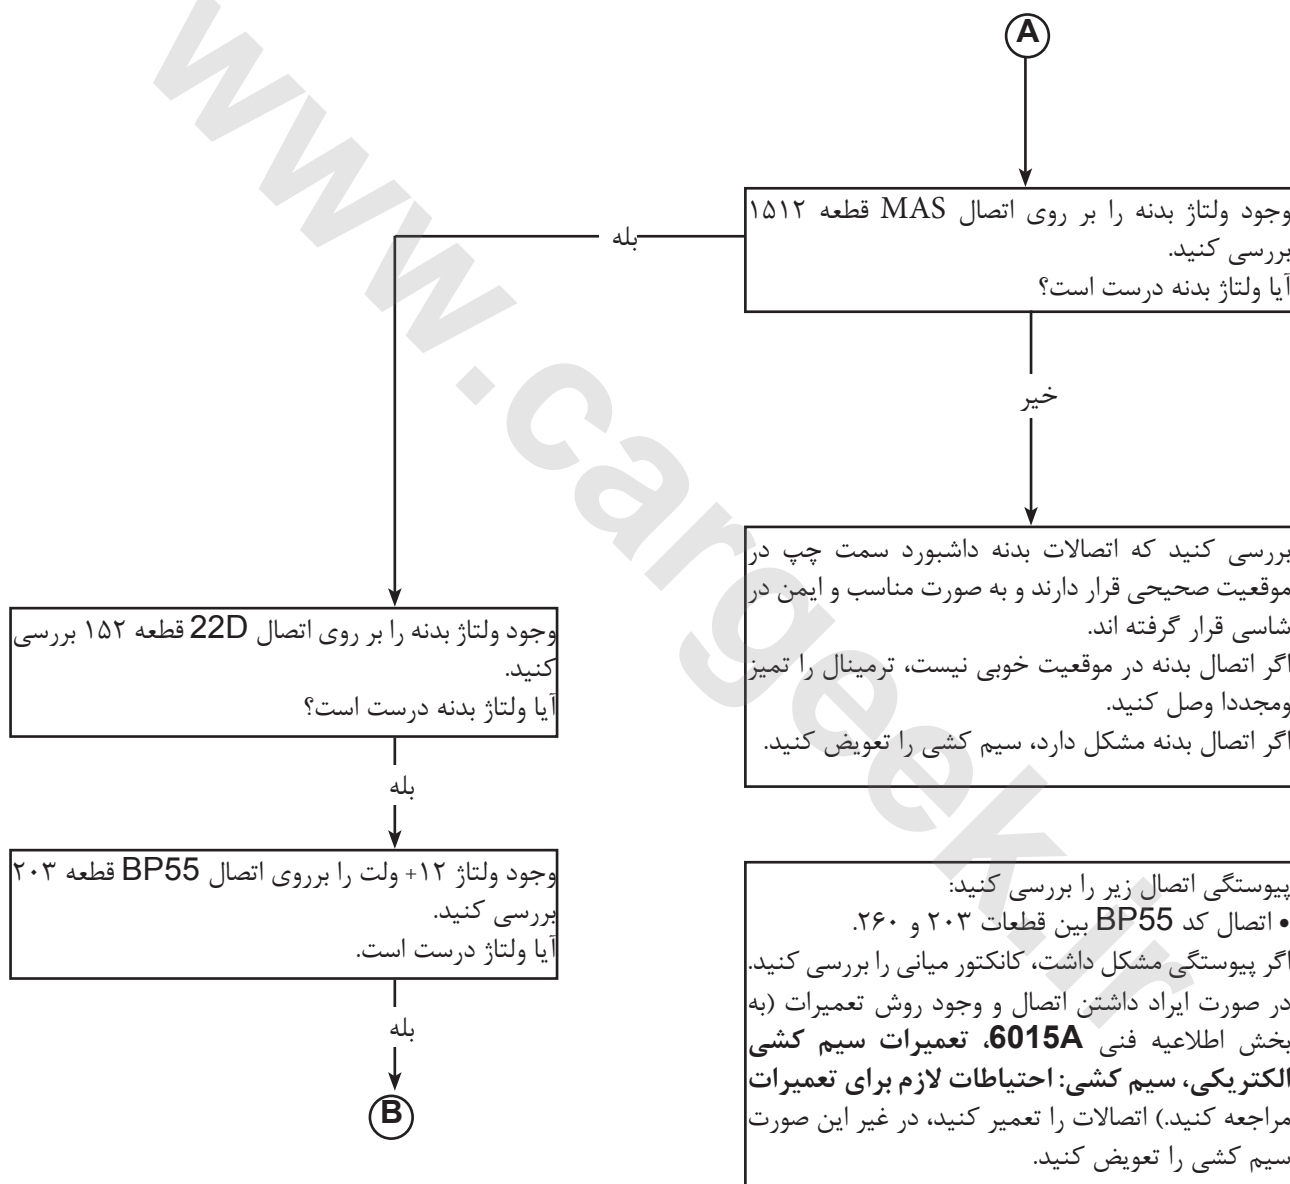 A
وجود ولتاژ بدنه را بر روی اتصال MAS قطعه ۱۵۱۲
بررسی کنید.
آیا ولتاژ بدنه درست است؟
بله
خیر
بررسی کنید که اتصالات بدنه داشبورد سمت چپ در
موقعیت صحیحی قرار دارند و به صورت مناسب و ایمن در
شاسی قرار گرفته اند.
اگر اتصال بدنه در موقعیت خوبی نیست، ترمینال را تمیز
ومجددا وصل کنید.
اگر اتصال بدنه مشکل دارد، سیم کشی را تعویض کنید.
وجود ولتاژ بدنه را بر روی اتصال 22D قطعه ۱۵۲ بررسی
کنید.
آیا ولتاژ بدنه درست است؟
بله
وجود ولتاژ ۱۲+ ولت را برروی اتصال BP55 قطعه ۲۰۳
بررسی کنید.
آیا ولتاژ درست است.
بله
B
پیوستگی اتصال زیر را بررسی کنید:
• اتصال کد BP55 بین قطعات ۲۰۳ و ۲۶۰.
اگر پیوستگی مشکل داشت، کانکتور میانی را بررسی کنید.
در صورت ایراد داشتن اتصال و وجود روش تعمیرات (به
بخش اطلاعیه فنی 6015A، تعمیرات سیم کشی
الکتریکی، سیم کشی: احتیاطات لازم برای تعمیرات
مراجعه کنید.) اتصالات را تعمیر کنید، در غیر این صورت
سیم کشی را تعویض کنید.
www.cargeek.ir